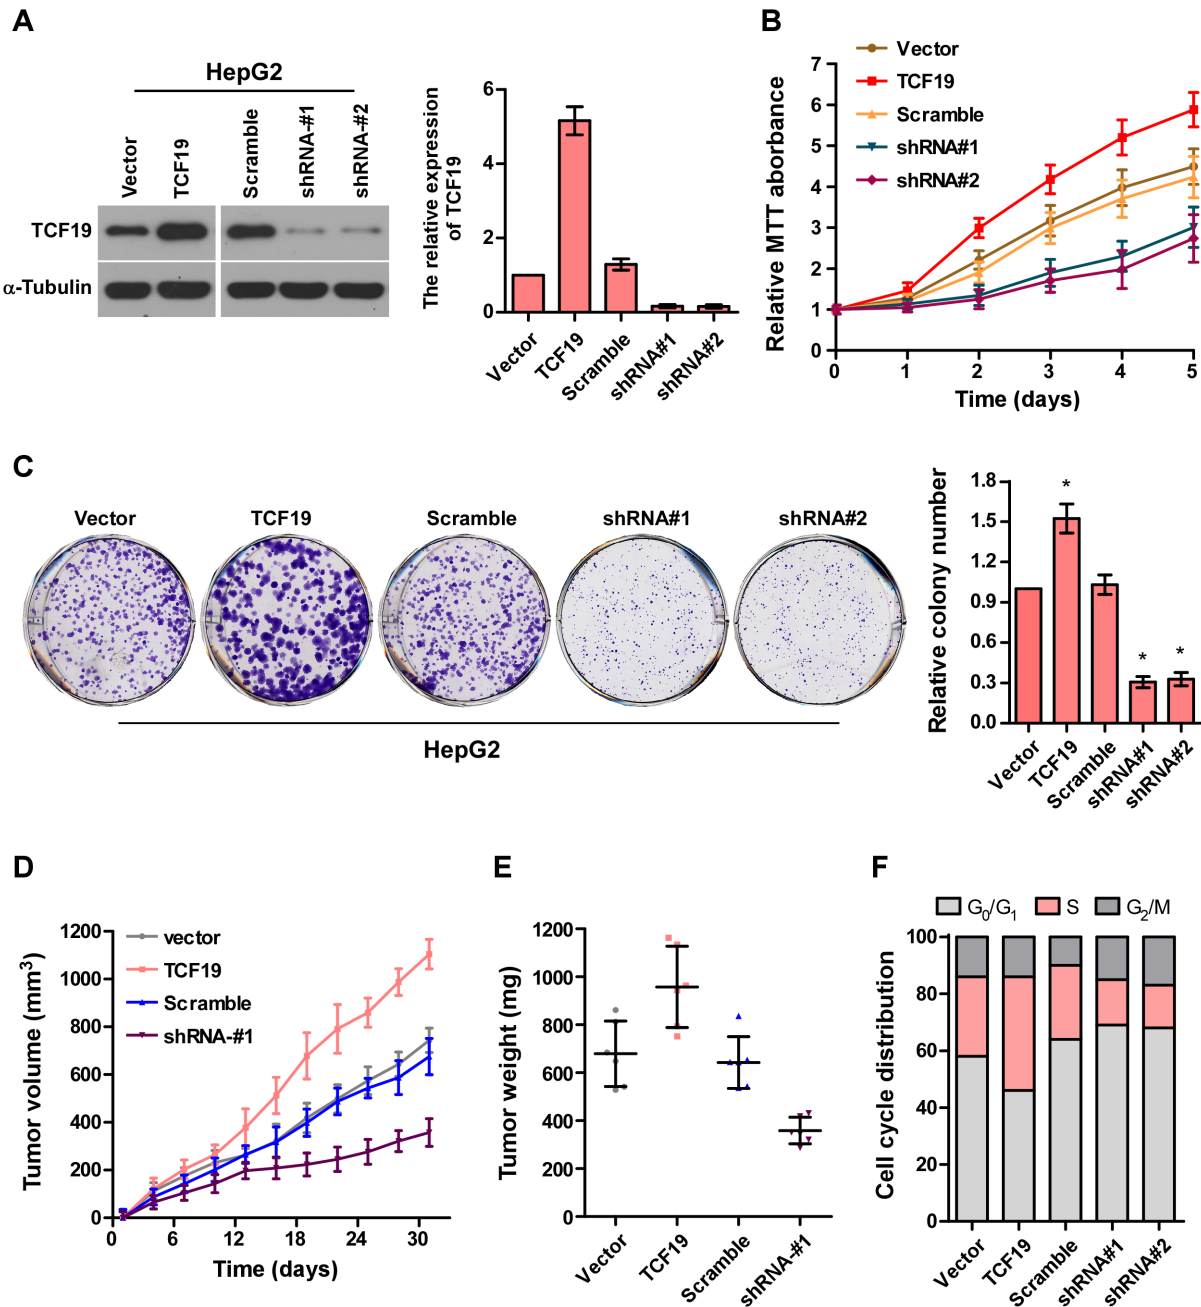 A
HepG2
Vector
TCF19
Scramble
shRNA-#1
shRNA-#2
TCF19
α-Tubulin
The relative expression
of TCF19
6
4
2
0
Vector
TCF19
Scramble
shRNA#1
shRNA#2
B
Vector
TCF19
Scramble
shRNA#1
shRNA#2
Relative MTT aborbance
7
6
5
4
3
2
1
0
0 1 2 3 4 5
Time (days)
C
Vector TCF19 Scramble shRNA#1 shRNA#2
HepG2
Relative colony number
1.8
1.5
1.2
0.9
0.6
0.3
0.0
*
*
*
Vector
TCF19
Scramble
shRNA#1
shRNA#2
D
vector
TCF19
Scramble
shRNA-#1
Tumor volume (mm³)
1200
1000
800
600
400
200
0
0 6 12 18 24 30
Time (days)
E
Tumor weight (mg)
1200
1000
800
600
400
200
0
Vector
TCF19
Scramble
shRNA-#1
F
G₀/G₁ S G₂/M
Cell cycle distribution
100
80
60
40
20
0
Vector
TCF19
Scramble
shRNA#1
shRNA#2